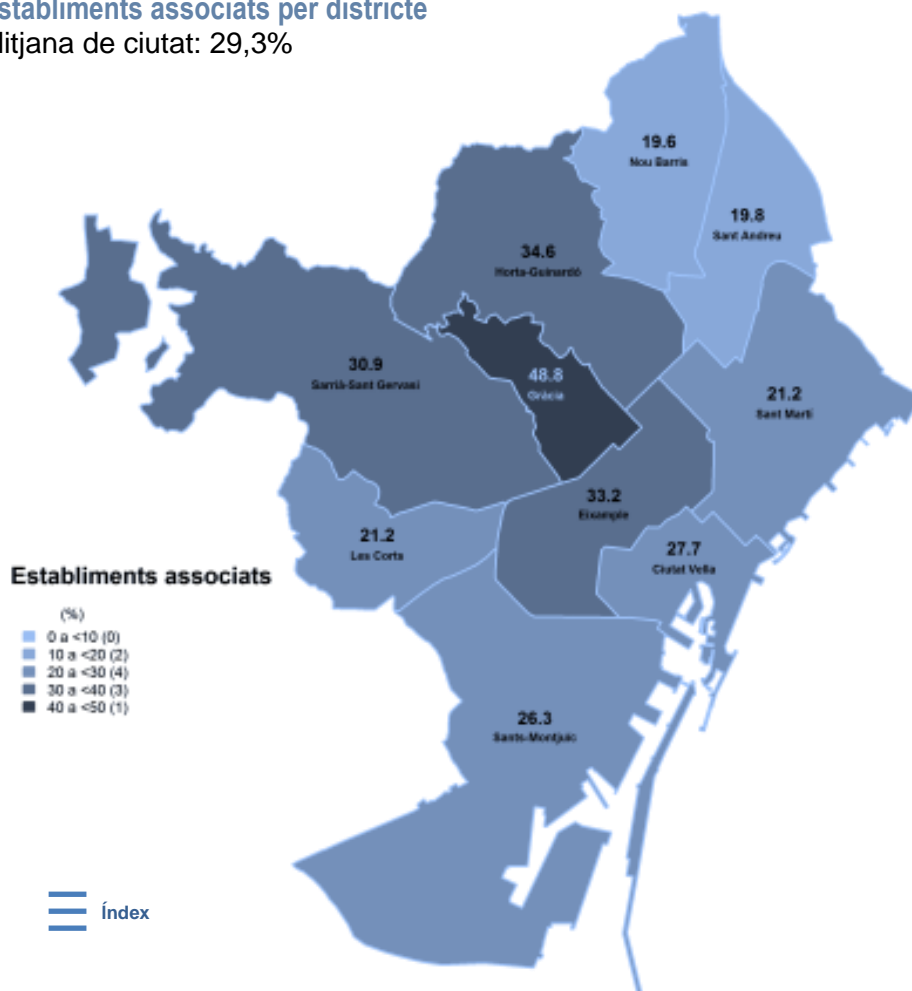 stabliments associats per districte
litjana de ciutat: 29,3%
19.6
Nou Barris
19.8
Sant Andreu
34.6
Horta-Guinardó
30.9
Sarrià-Sant Gervasi
48.8
Gràcia
21.2
Sant Martí
33.2
Eixample
21.2
Les Corts
27.7
Ciutat Vella
Establiments associats
(%)
0 a <10 (0)
10 a <20 (2)
20 a <30 (4)
30 a <40 (3)
40 a <50 (1)
26.3
Sants-Montjuïc
Índex